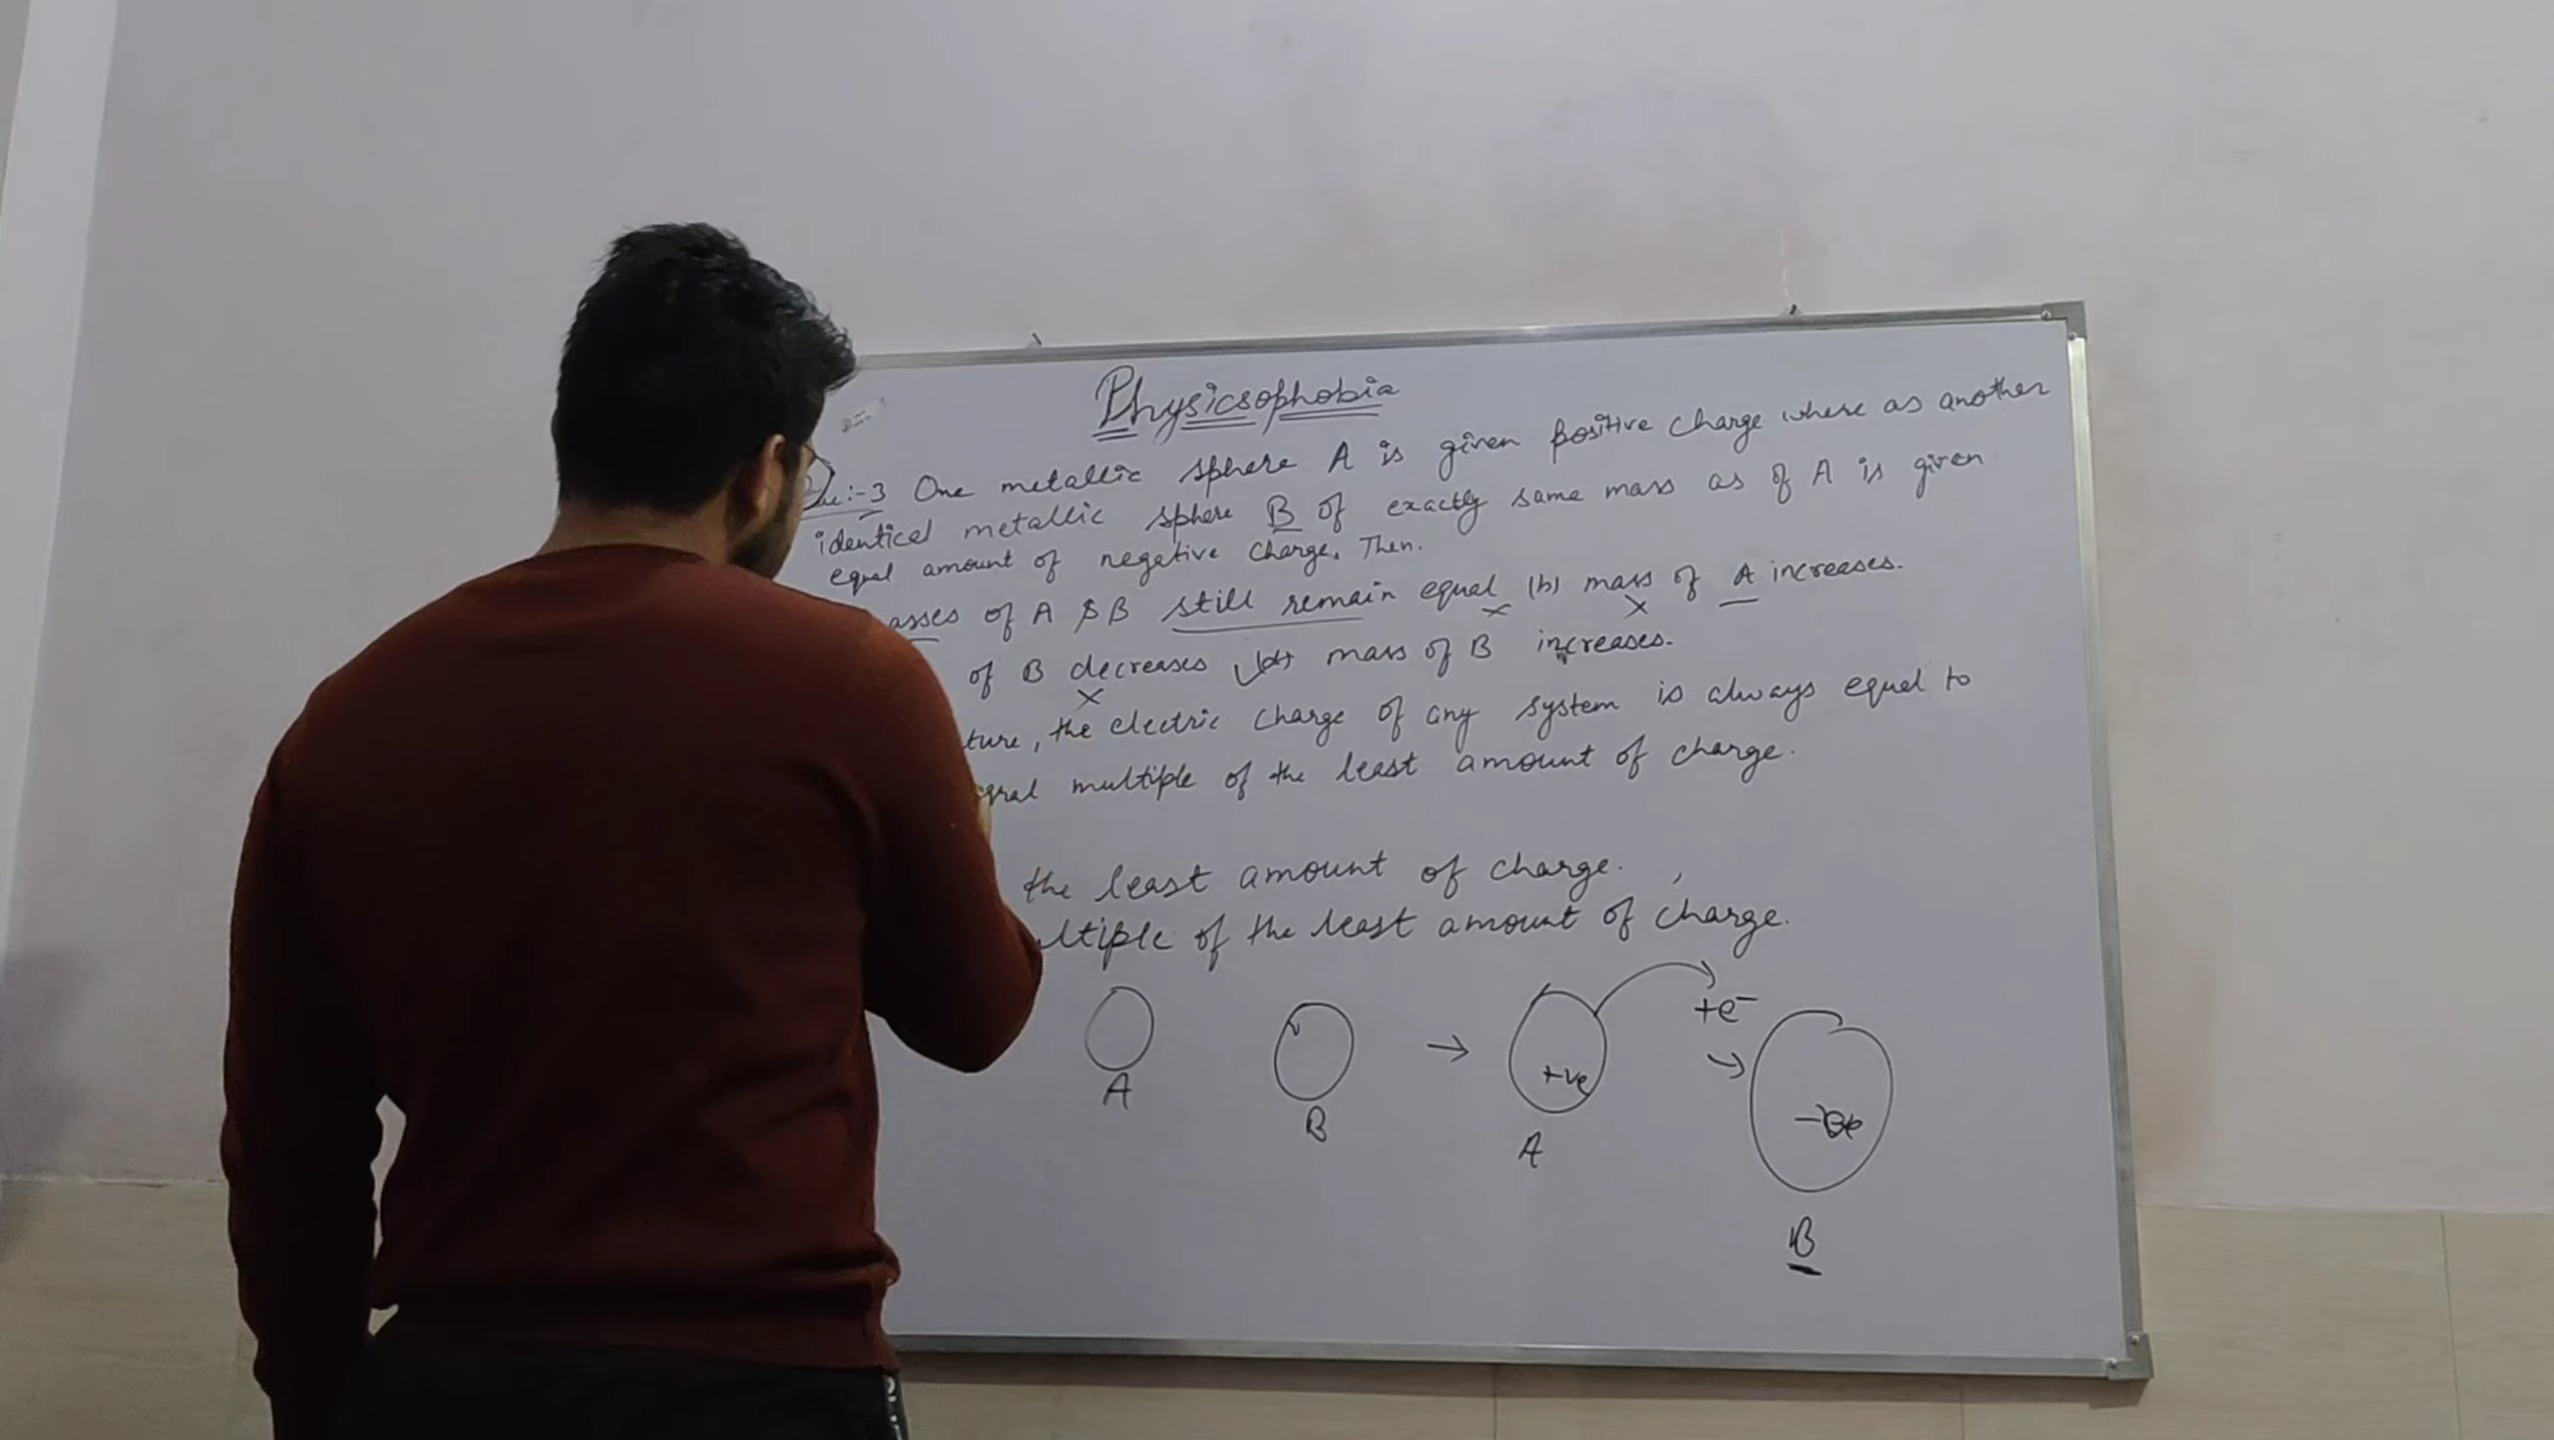 Physicsophobia
Que:-3 One metallic sphere A is given positive charge where as another
identical metallic sphere B of exactly same mass as of A is given
equal amount of negative charge. Then.
asses of A & B still remain equal (b) mass of A increases.
of B decreases (d) mass of B increases.
ture, the electric charge of any system is always equal to
gral multiple of the least amount of charge.
the least amount of charge.
ltiple of the least amount of charge.
A
B
→
+ve
A
+e-
→
B